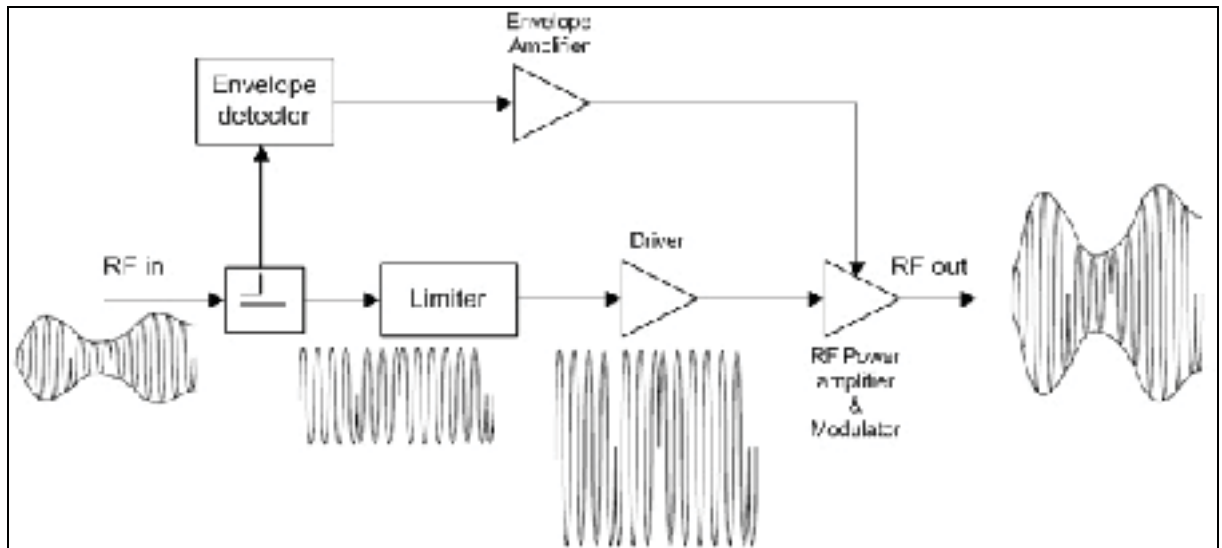 Envelope
Amplifier
Envelope
detector
RF in
Limiter
Driver
RF out
RF Power
amplifier
&
Modulator